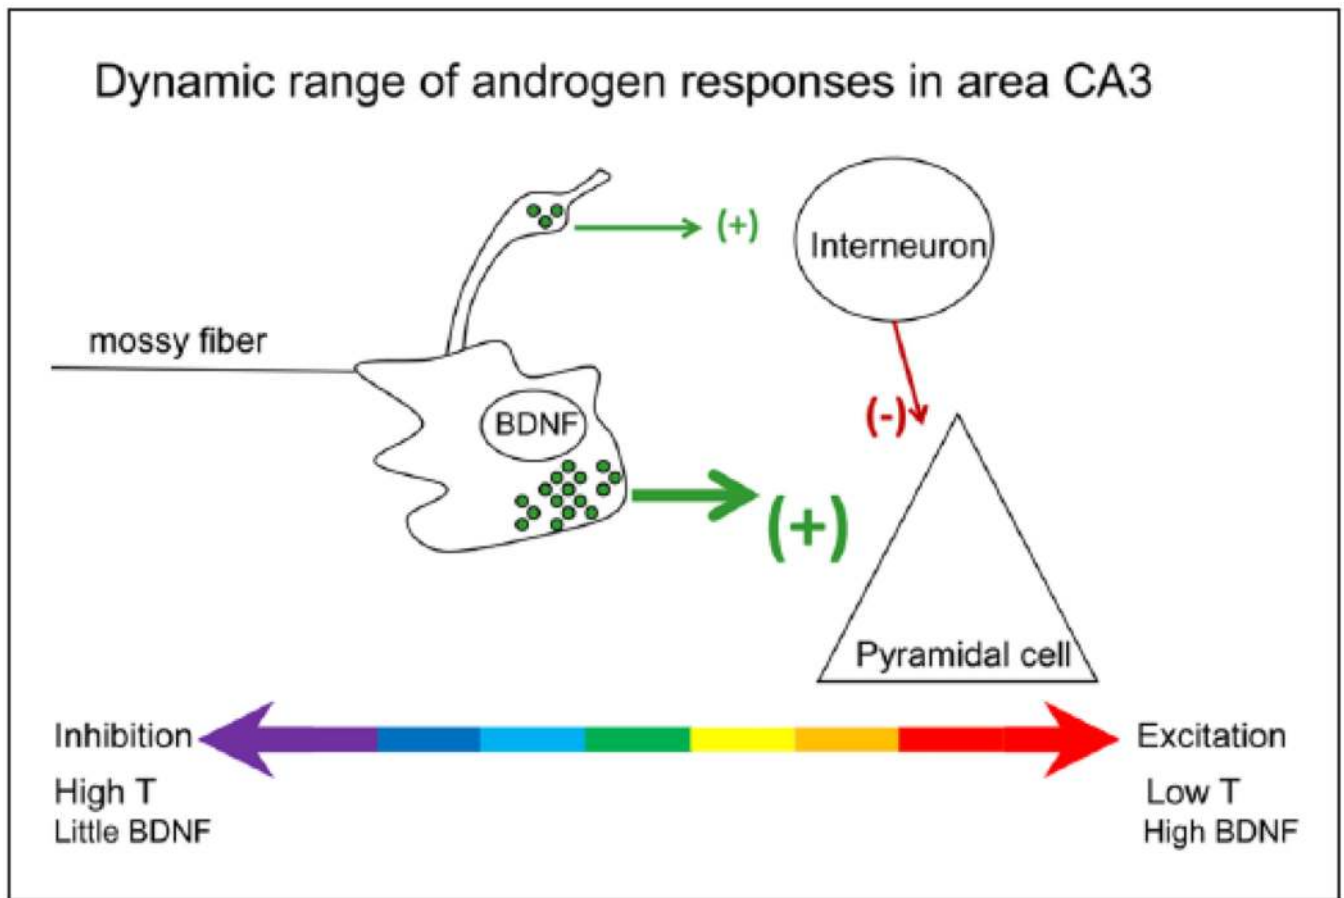 Dynamic range of androgen responses in area CA3
(+)
Interneuron
mossy fiber
(-)
BDNF
(+)
Pyramidal cell
Inhibition
Excitation
High T
Low T
Little BDNF
High BDNF